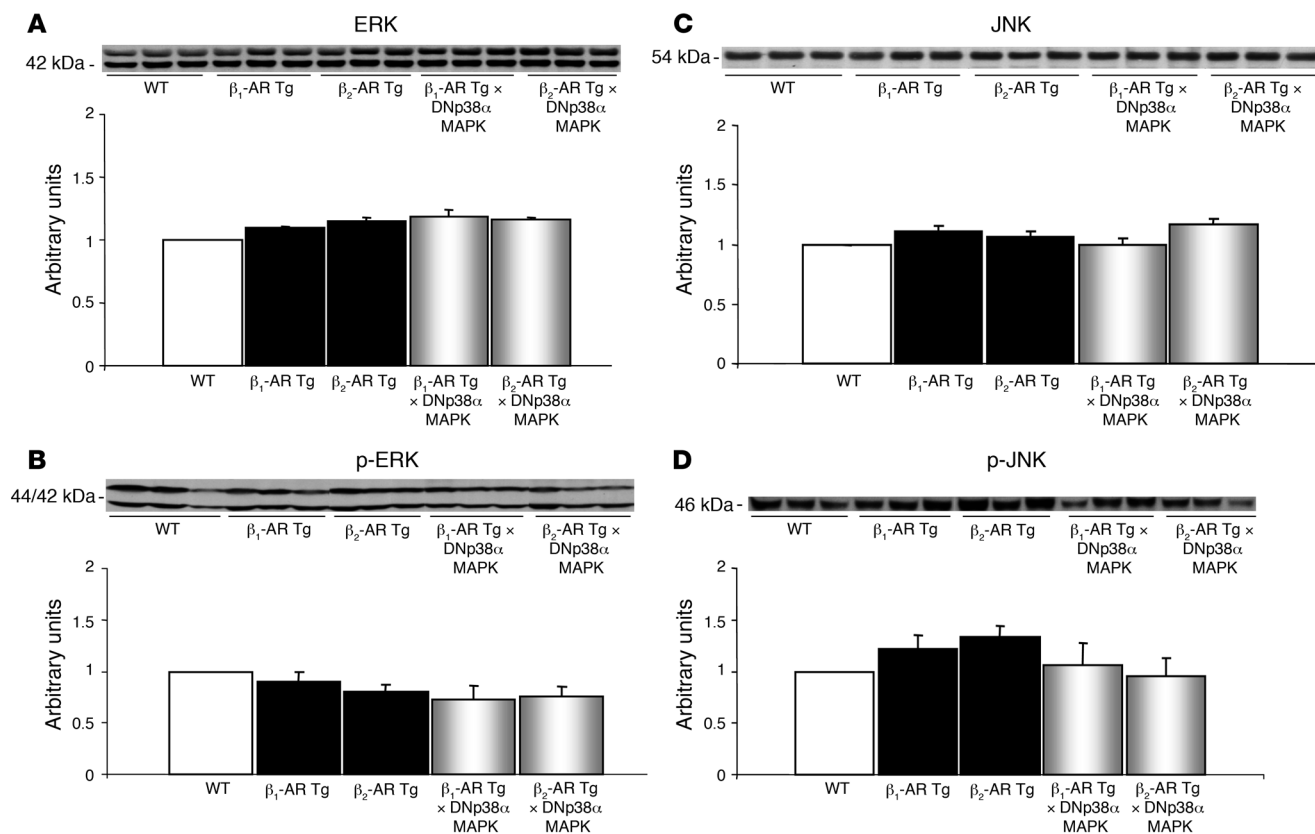 A
ERK
42 kDa -
WT
β1-AR Tg
β2-AR Tg
β1-AR Tg ×
DNp38α
MAPK
β2-AR Tg ×
DNp38α
MAPK
Arbitrary units
2
1.5
1
0.5
0
WT
β1-AR Tg
β2-AR Tg
β1-AR Tg
× DNp38α
MAPK
β2-AR Tg
× DNp38α
MAPK
C
JNK
54 kDa -
WT
β1-AR Tg
β2-AR Tg
β1-AR Tg ×
DNp38α
MAPK
β2-AR Tg ×
DNp38α
MAPK
Arbitrary units
2
1.5
1
0.5
0
WT
β1-AR Tg
β2-AR Tg
β1-AR Tg
× DNp38α
MAPK
β2-AR Tg
× DNp38α
MAPK
B
p-ERK
44/42 kDa -
WT
β1-AR Tg
β2-AR Tg
β1-AR Tg ×
DNp38α
MAPK
β2-AR Tg ×
DNp38α
MAPK
Arbitrary units
2
1.5
1
0.5
0
WT
β1-AR Tg
β2-AR Tg
β1-AR Tg
× DNp38α
MAPK
β2-AR Tg
× DNp38α
MAPK
D
p-JNK
46 kDa -
WT
β1-AR Tg
β2-AR Tg
β1-AR Tg ×
DNp38α
MAPK
β2-AR Tg ×
DNp38α
MAPK
Arbitrary units
2
1.5
1
0.5
0
WT
β1-AR Tg
β2-AR Tg
β1-AR Tg
× DNp38α
MAPK
β2-AR Tg
× DNp38α
MAPK